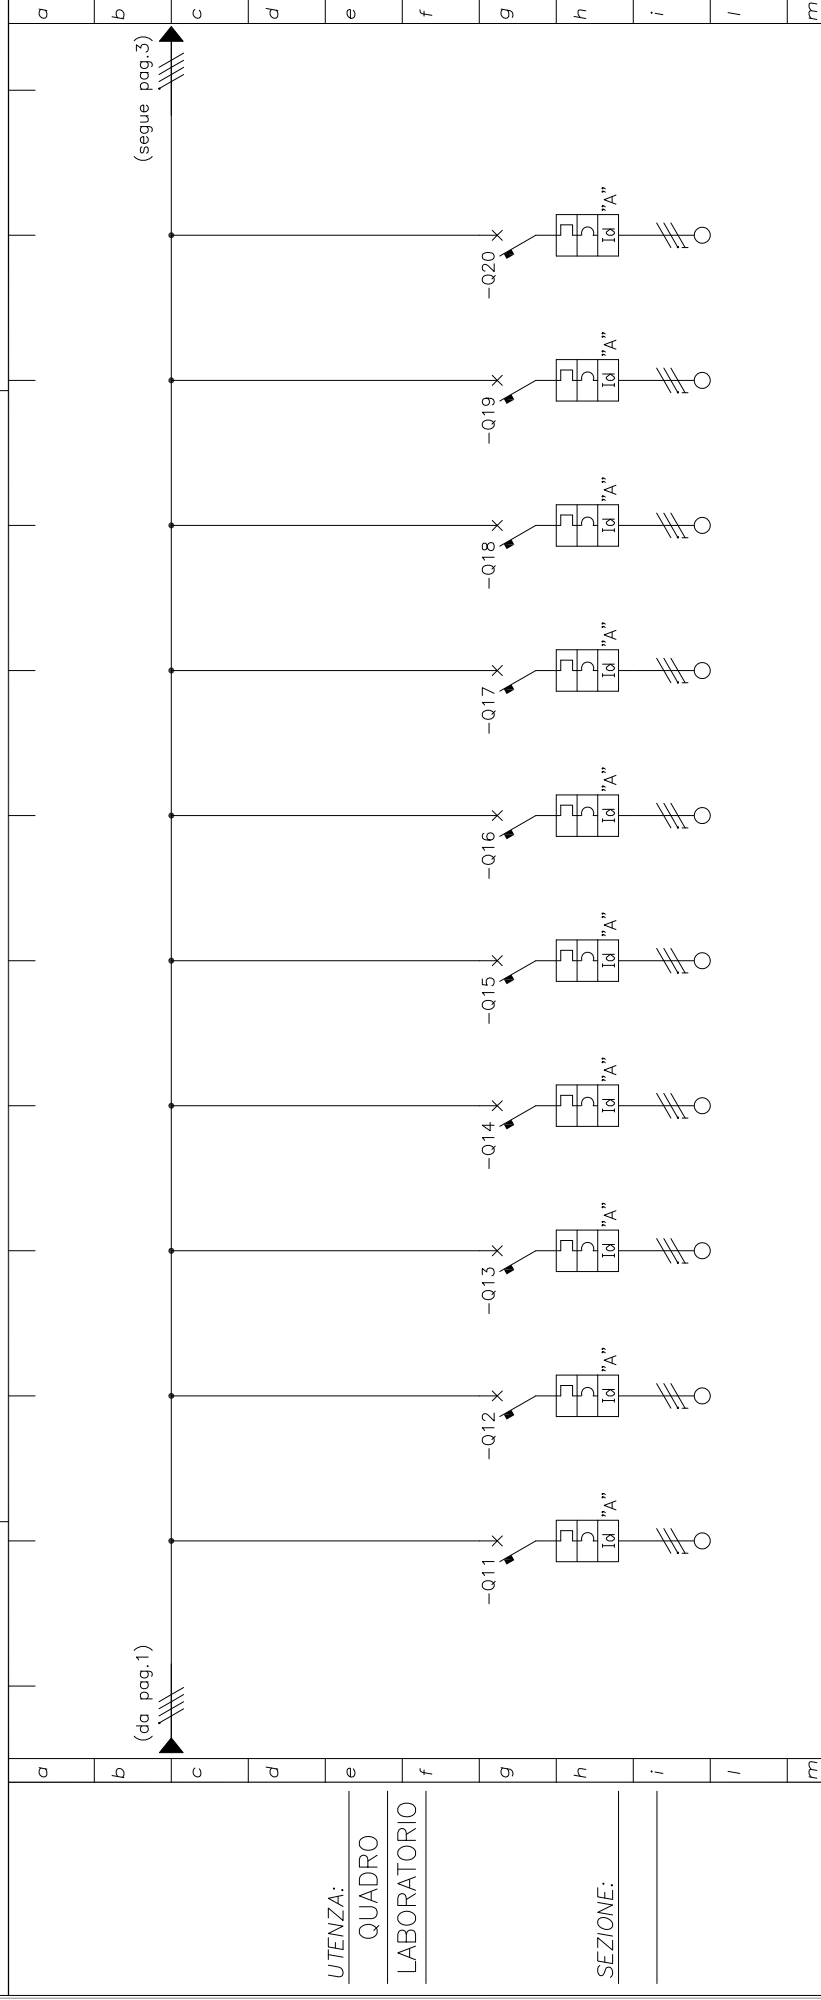 UTENZA:
QUADRO
LABORATORIO
SEZIONE:
a
b
c
d
e
f
g
h
i
l
m
(da pag.1)
(segue pag.3)
-Q11
-Q12
-Q13
-Q14
-Q15
-Q16
-Q17
-Q18
-Q19
-Q20
Id "A"
Id "A"
Id "A"
Id "A"
Id "A"
Id "A"
Id "A"
Id "A"
Id "A"
Id "A"
a
b
c
d
e
f
g
h
i
l
m